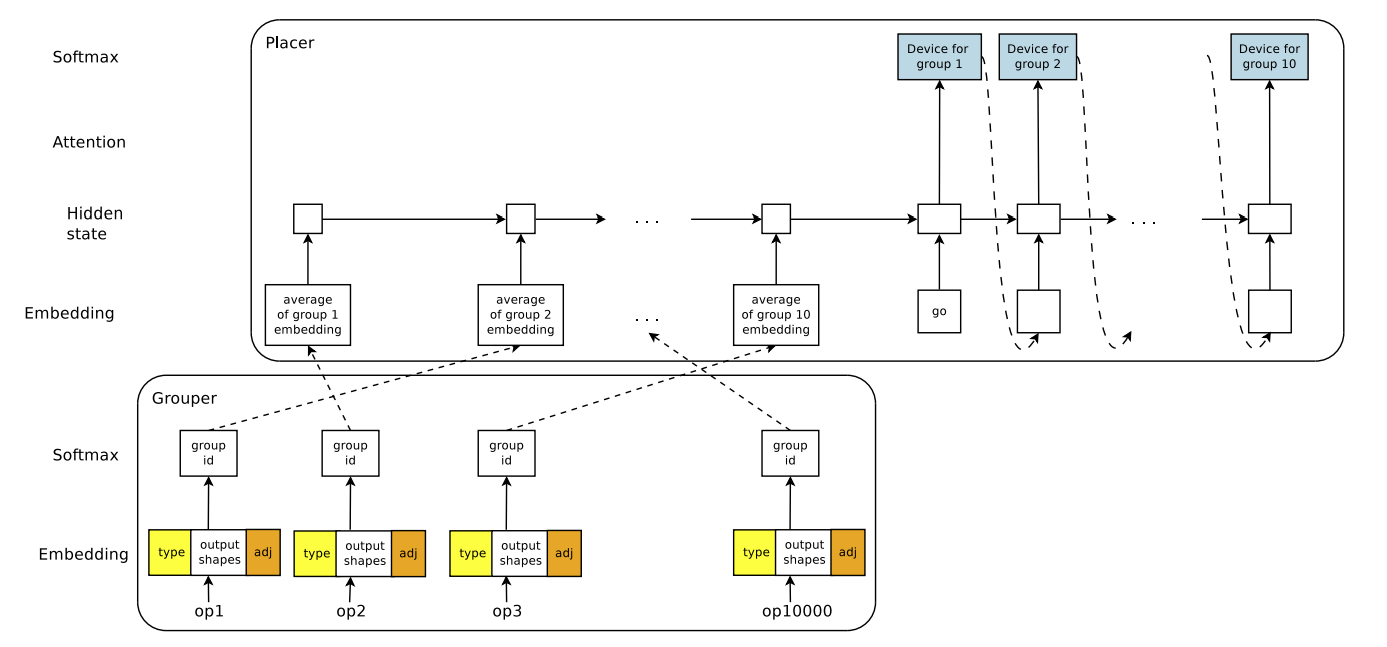 Placer
Softmax
Device for
group 1
Device for
group 2
Device for
group 10
Attention
Hidden
state
. . .
. . .
Embedding
average
of group 1
embedding
average
of group 2
embedding
. . .
average
of group 10
embedding
go
Grouper
Softmax
group
id
group
id
group
id
group
id
Embedding
type
output
shapes
adj
type
output
shapes
adj
type
output
shapes
adj
type
output
shapes
adj
op1
op2
op3
op10000